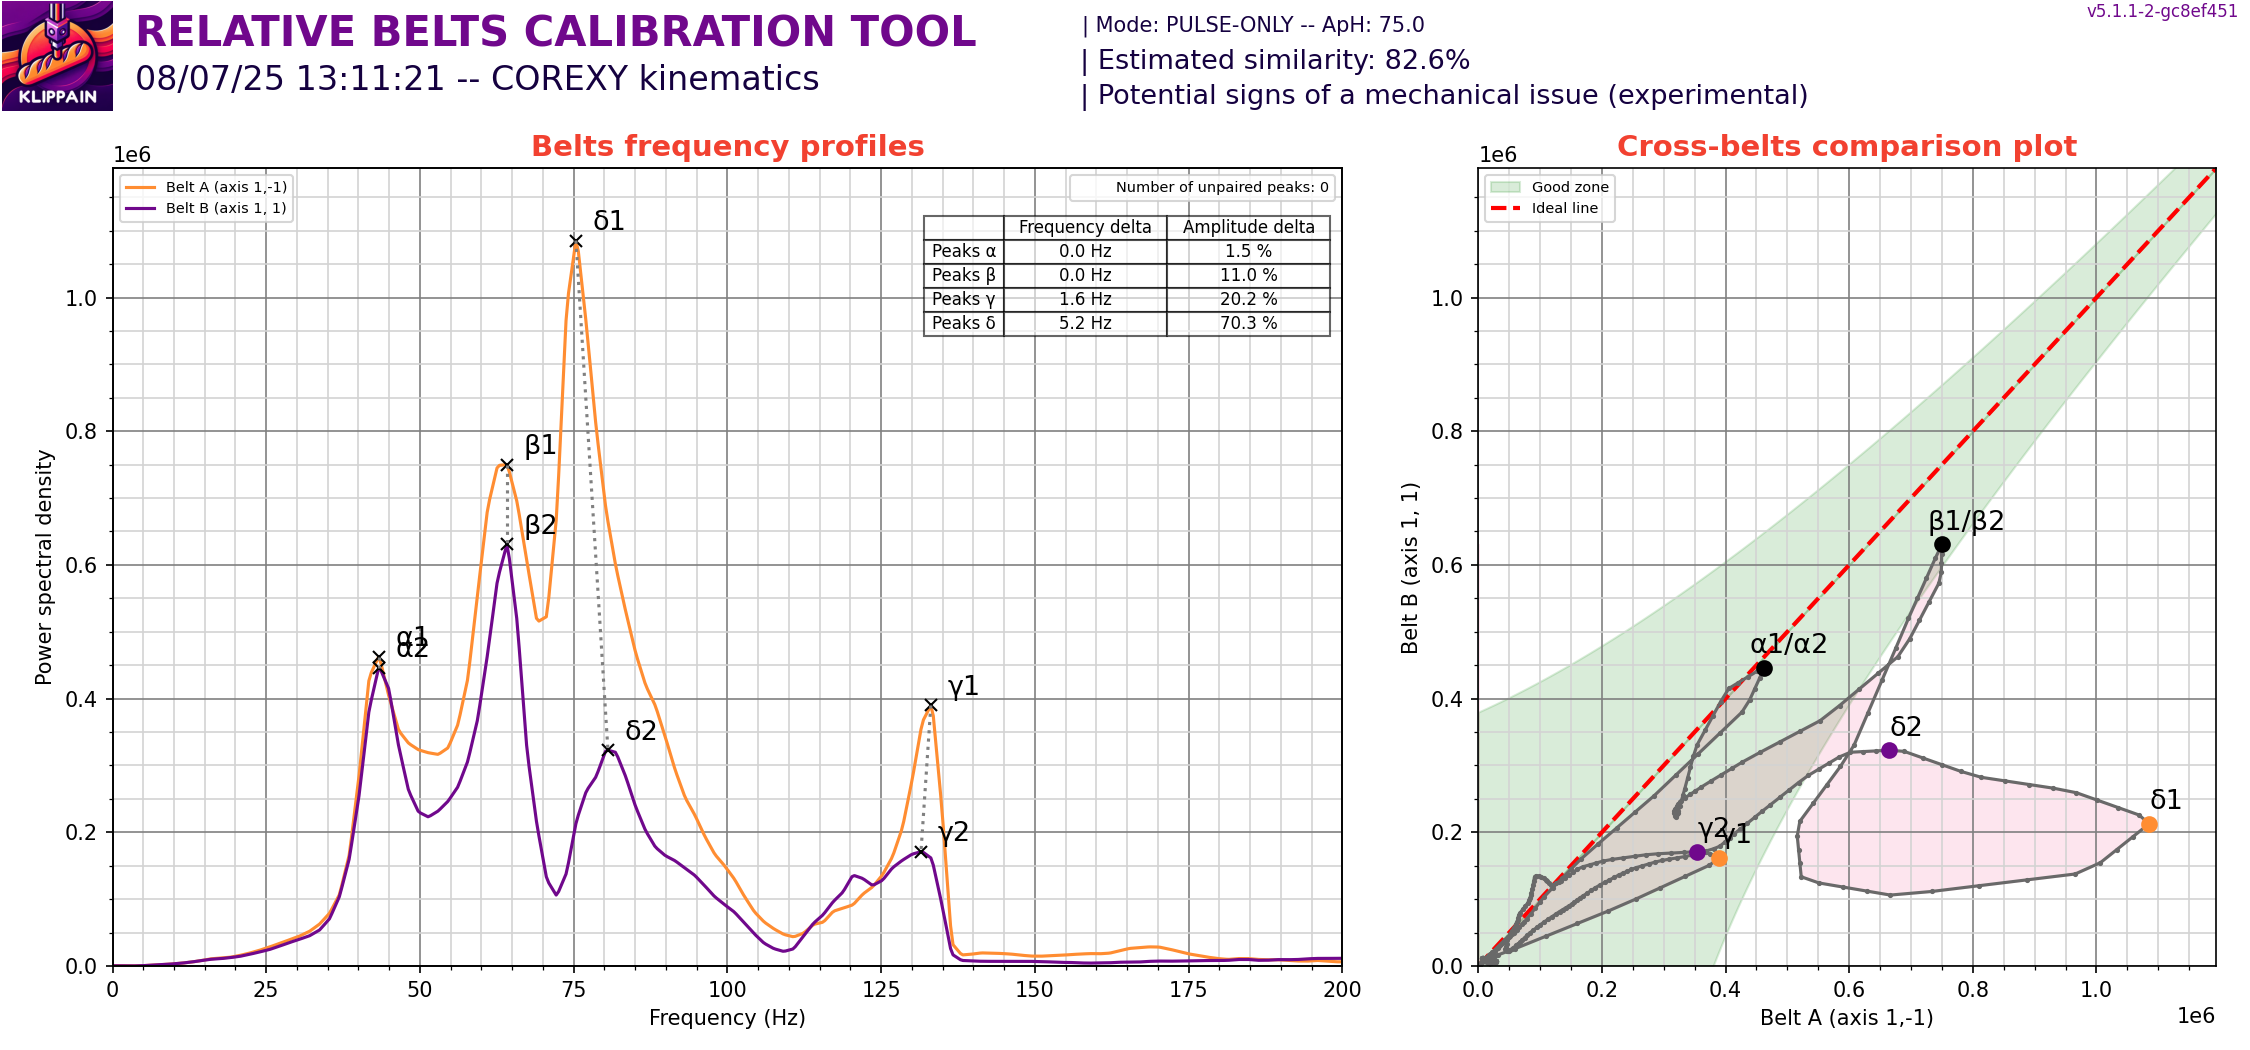 KLIPPAIN
RELATIVE BELTS CALIBRATION TOOL
08/07/25 13:11:21 -- COREXY kinematics
| Mode: PULSE-ONLY -- ApH: 75.0
| Estimated similarity: 82.6%
| Potential signs of a mechanical issue (experimental)
v5.1.1-2-gc8ef451
Belts frequency profiles
1e6
Belt A (axis 1,-1)
Belt B (axis 1, 1)
Number of unpaired peaks: 0
Frequency delta Amplitude delta
Peaks α 0.0 Hz 1.5 %
Peaks β 0.0 Hz 11.0 %
Peaks γ 1.6 Hz 20.2 %
Peaks δ 5.2 Hz 70.3 %
δ1
β1
β2
α1
α2
δ2
γ1
γ2
1.0
0.8
0.6
0.4
0.2
0.0
Power spectral density
0 25 50 75 100 125 150 175 200
Frequency (Hz)
Cross-belts comparison plot
1e6
Good zone
Ideal line
β1/β2
α1/α2
δ2
δ1
γ2
γ1
1.0
0.8
0.6
0.4
0.2
0.0
Belt B (axis 1, 1)
0.0 0.2 0.4 0.6 0.8 1.0
Belt A (axis 1,-1)
1e6